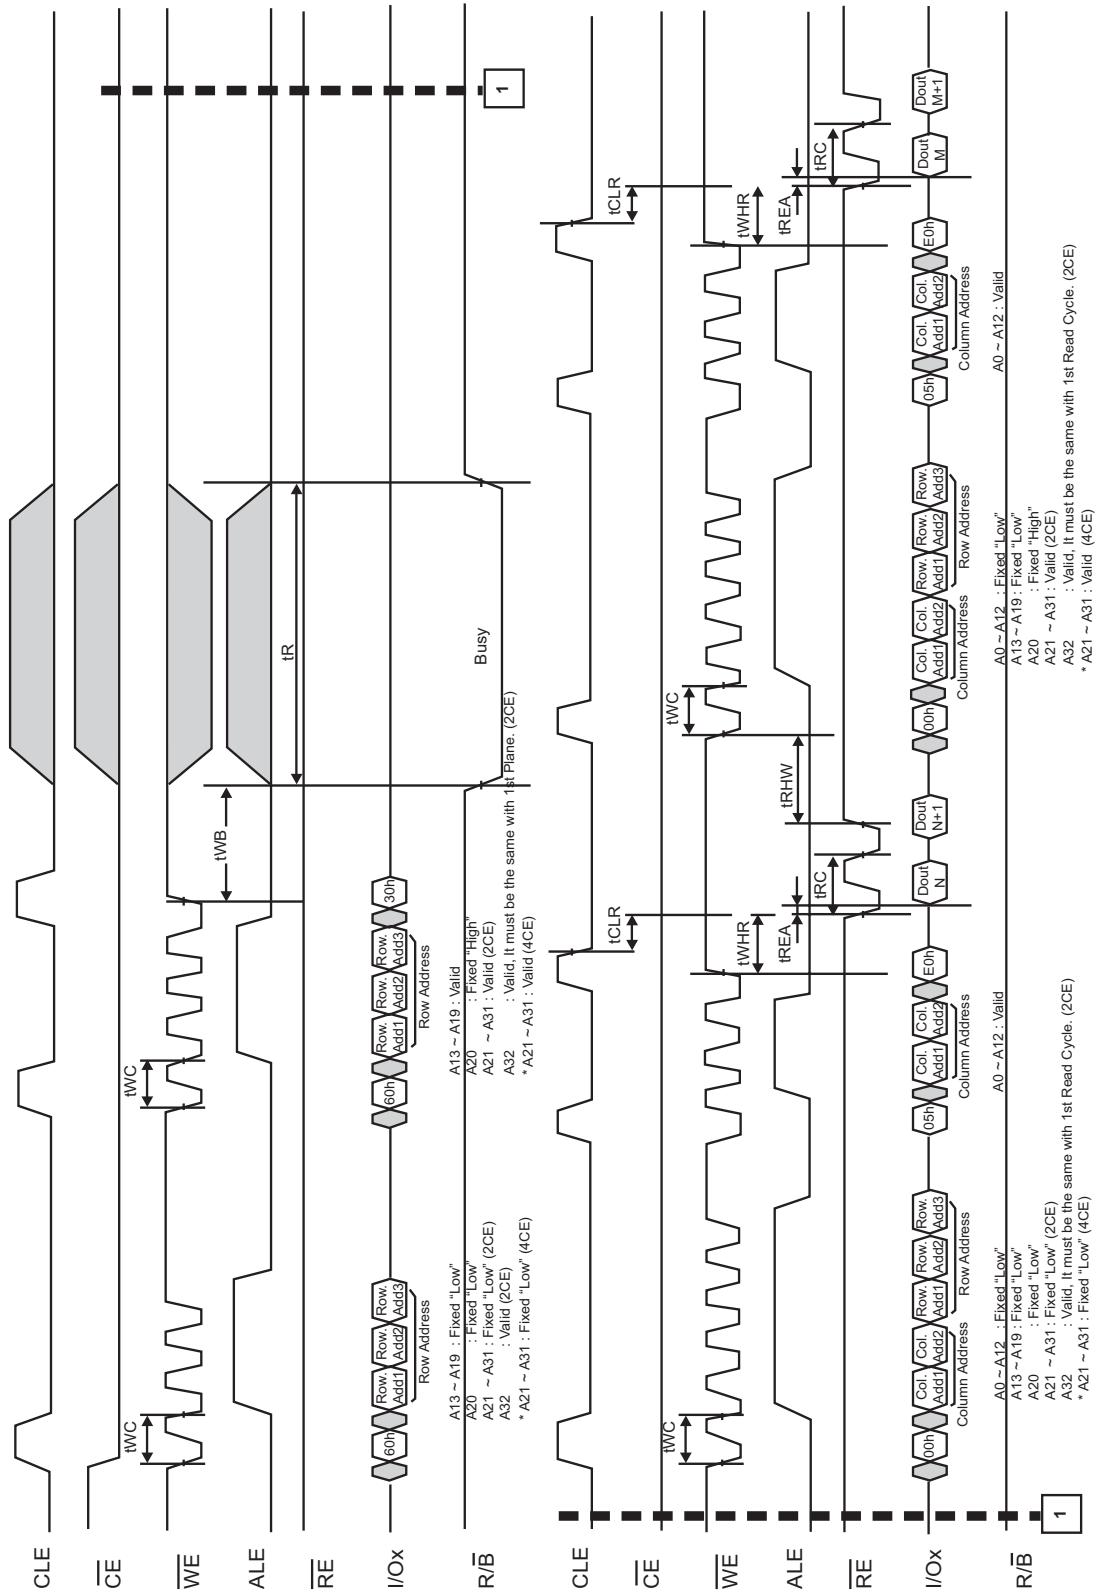 CLE
CE
WE
ALE
RE
I/Ox
R/B
tWC
tWC
tWB
tR
Busy
60h
Row. Add1
Row. Add2
Row. Add3
Row Address
60h
Row. Add1
Row. Add2
Row. Add3
30h
Row Address
A13 ~ A19 : Fixed “Low”
A20 : Fixed “Low”
A21 ~ A31 : Fixed “Low” (2CE)
A32 : Valid (2CE)
* A21 ~ A31 : Fixed “Low” (4CE)
A13 ~ A19 : Valid
A20 : Fixed “High”
A21 ~ A31 : Valid (2CE)
A32 : Valid, It must be the same with 1st Plane. (2CE)
* A21 ~ A31 : Valid (4CE)
1
CLE
CE
WE
ALE
RE
I/Ox
R/B
1
tWC
tCLR
tWHR
tREA
tRC
tRHW
tWC
tCLR
tWHR
tREA
tRC
00h
Col. Add1
Col. Add2
Row. Add1
Row. Add2
Row. Add3
Column Address
Row Address
05h
Col. Add1
Col. Add2
E0h
Column Address
Dout N
Dout N+1
00h
Col. Add1
Col. Add2
Row. Add1
Row. Add2
Row. Add3
Column Address
Row Address
05h
Col. Add1
Col. Add2
E0h
Column Address
Dout M
Dout M+1
A0 ~ A12 : Fixed “Low”
A13 ~ A19 : Fixed “Low”
A20 : Fixed “Low”
A21 ~ A31 : Fixed “Low” (2CE)
A32 : Valid, It must be the same with 1st Read Cycle. (2CE)
* A21 ~ A31 : Fixed “Low” (4CE)
A0 ~ A12 : Valid
A0 ~ A12 : Fixed “Low”
A13 ~ A19 : Fixed “Low”
A20 : Fixed “High”
A21 ~ A31 : Valid (2CE)
A32 : Valid, It must be the same with 1st Read Cycle. (2CE)
* A21 ~ A31 : Valid (4CE)
A0 ~ A12 : Valid